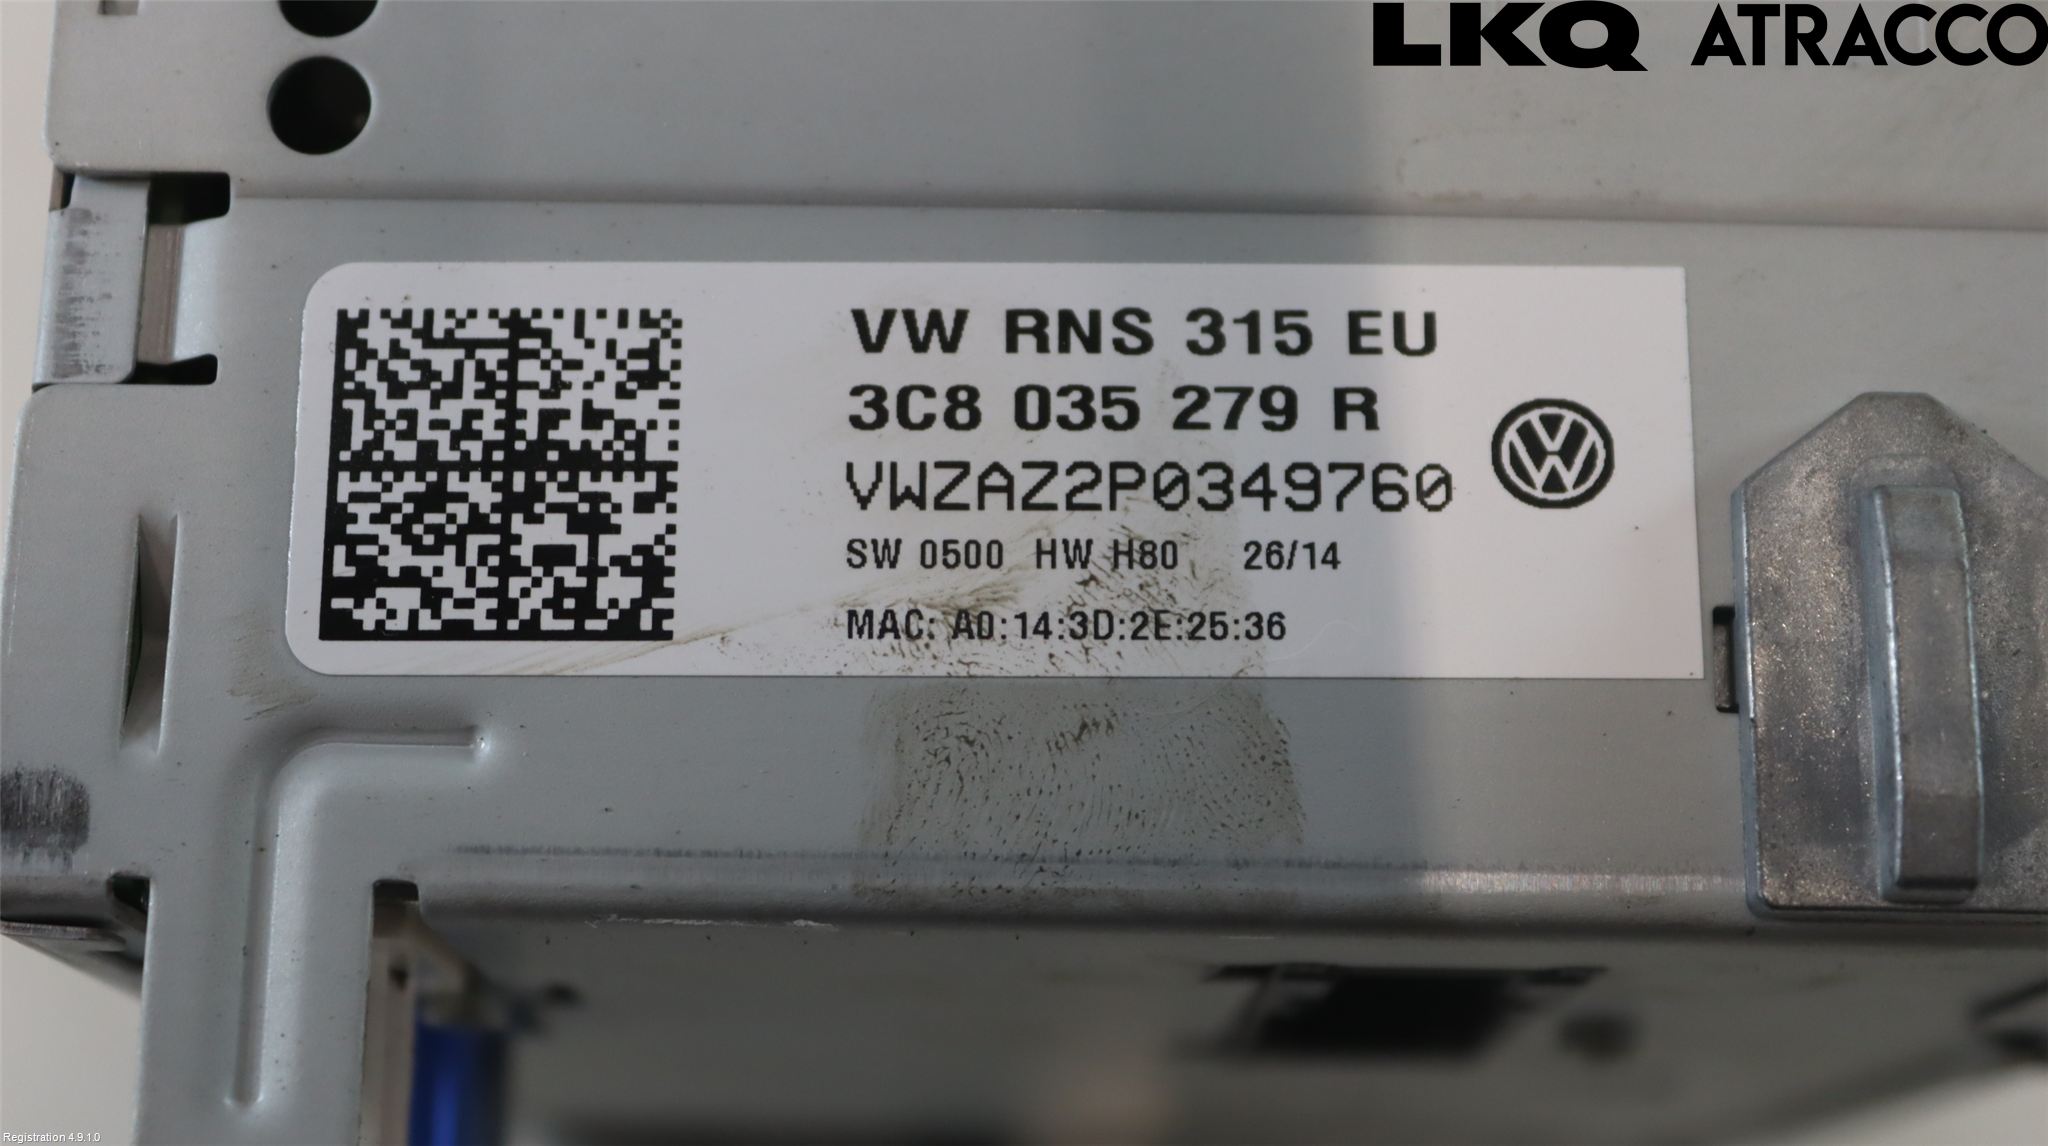 LKQ ATRACCO
VW RNS 315 EU
3C8 035 279 R
VWZAZ2P0349760
SW 0500 HW H80 26/14
MAC: A0:14:3D:2E:25:36
Registration 4.9.1.0